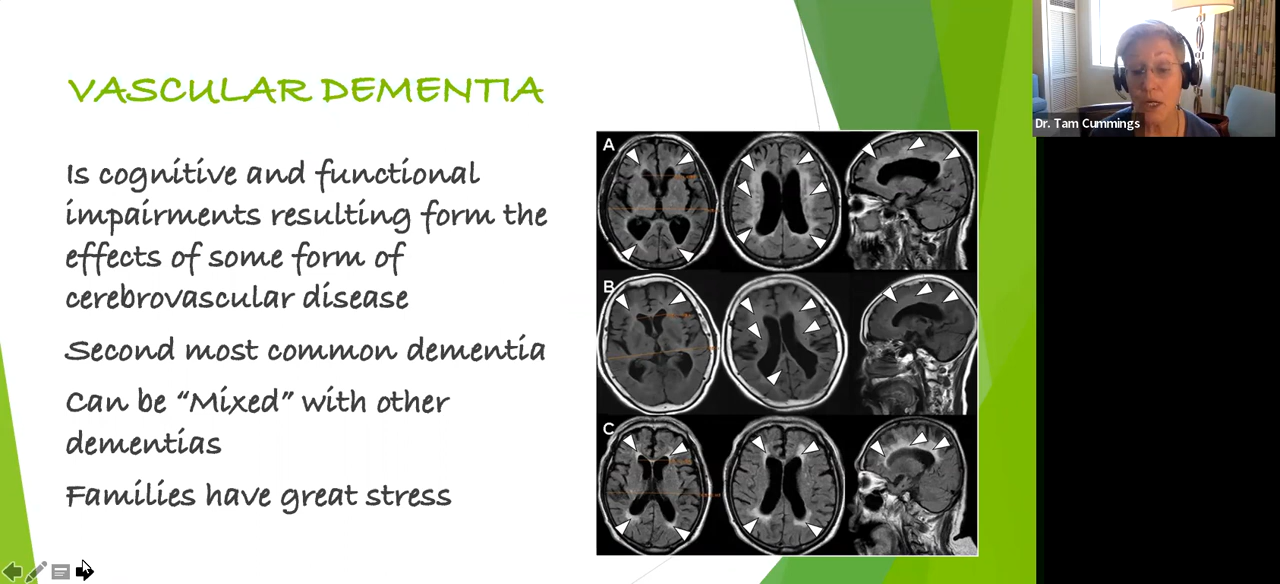 VASCULAR DEMENTIA
Is cognitive and functional
impairments resulting form the
effects of some form of
cerebrovascular disease
Second most common dementia
Can be “Mixed” with other
dementias
Families have great stress
A
B
C
Dr. Tam Cummings